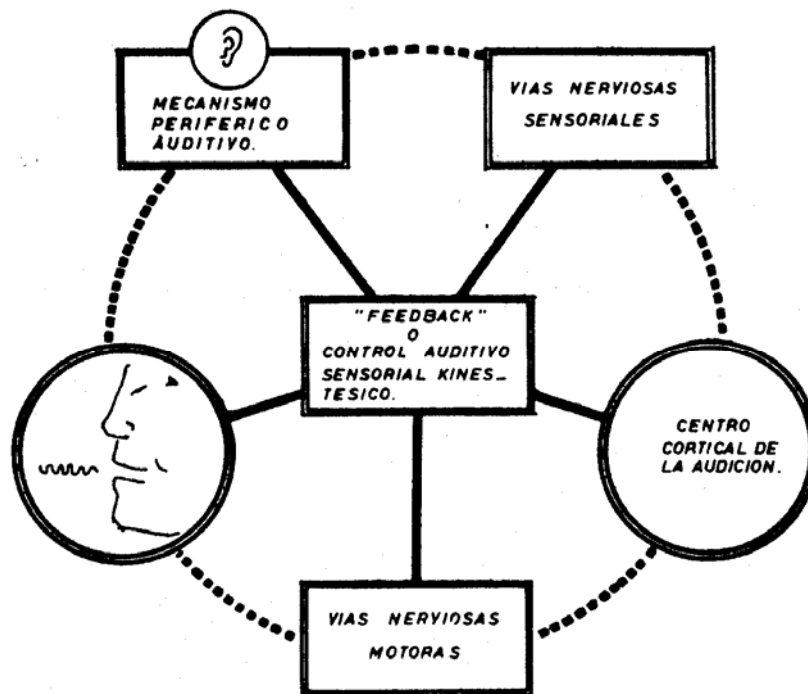 MECANISMO
PERIFERICO
AUDITIVO.
VIAS NERVIOSAS
SENSORIALES
"FEEDBACK"
O
CONTROL AUDITIVO
SENSORIAL KINES_
TESICO.
CENTRO
CORTICAL DE
LA AUDICION.
VIAS NERVIOSAS
MOTORAS